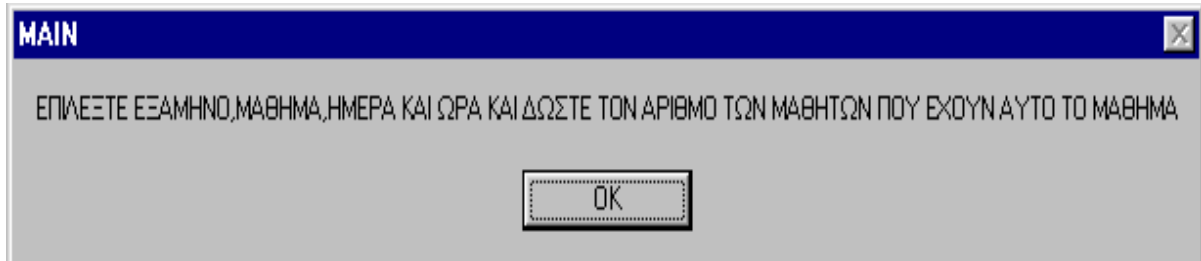 MAIN
ΕΠΙΛΕΞΤΕ ΕΞΑΜΗΝΟ,ΜΑΘΗΜΑ,ΗΜΕΡΑ ΚΑΙ ΩΡΑ ΚΑΙ ΔΩΣΤΕ ΤΟΝ ΑΡΙΘΜΟ ΤΩΝ ΜΑΘΗΤΩΝ ΠΟΥ ΕΧΟΥΝ ΑΥΤΟ ΤΟ ΜΑΘΗΜΑ
OK